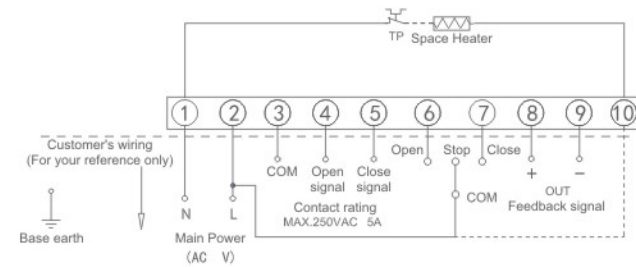 TP Space Heater
1 2 3 4 5 6 7 8 9 10
Customer's wiring
(For your reference only)
Open Stop Close
COM Open signal Close signal
+ −
COM
OUT
Feedback signal
Contact rating
MAX.250VAC 5A
N L
Base earth
Main Power
(AC V)